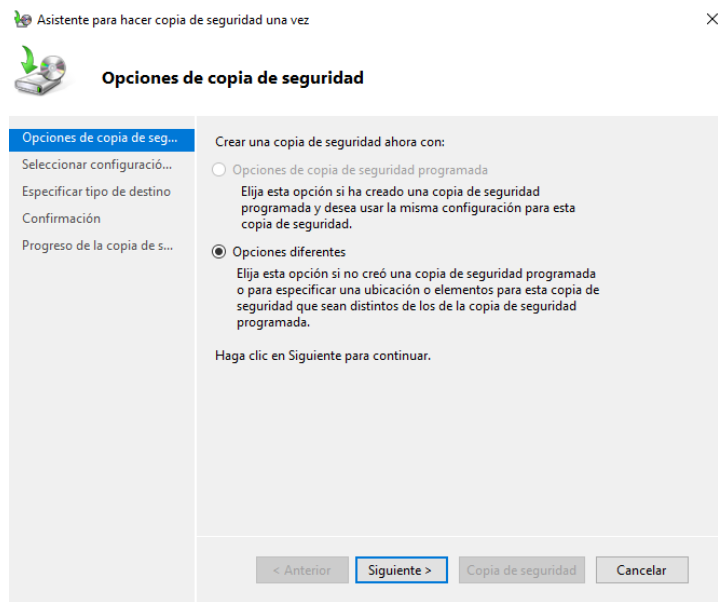 Asistente para hacer copia de seguridad una vez
Opciones de copia de seguridad
Opciones de copia de seg...
Seleccionar configuració...
Especificar tipo de destino
Confirmación
Progreso de la copia de s...
Crear una copia de seguridad ahora con:
Opciones de copia de seguridad programada
Elija esta opción si ha creado una copia de seguridad
programada y desea usar la misma configuración para esta
copia de seguridad.
Opciones diferentes
Elija esta opción si no creó una copia de seguridad programada
o para especificar una ubicación o elementos para esta copia de
seguridad que sean distintos de los de la copia de seguridad
programada.
Haga clic en Siguiente para continuar.
< Anterior
Siguiente >
Copia de seguridad
Cancelar